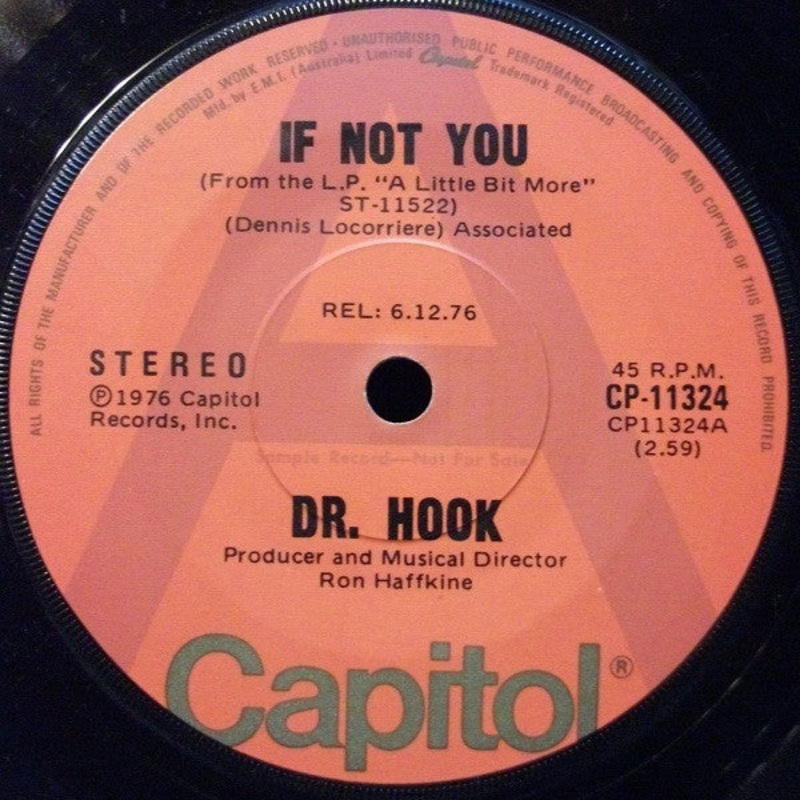 ALL RIGHTS OF THE MANUFACTURER AND OF THE RECORDED WORK RESERVED · UNAUTHORISED PUBLIC PERFORMANCE BROADCASTING AND COPYING OF THIS RECORD PROHIBITED
Mfd. by E.M.I. (Australia) Limited Capitol Trademark Registered
A
IF NOT YOU
(From the L.P. “A Little Bit More”
ST-11522)
(Dennis Locorriere) Associated
REL: 6.12.76
STEREO
℗1976 Capitol
Records, Inc.
45 R.P.M.
CP-11324
CP11324A
(2.59)
Sample Record—Not For Sale
DR. HOOK
Producer and Musical Director
Ron Haffkine
Capitol®